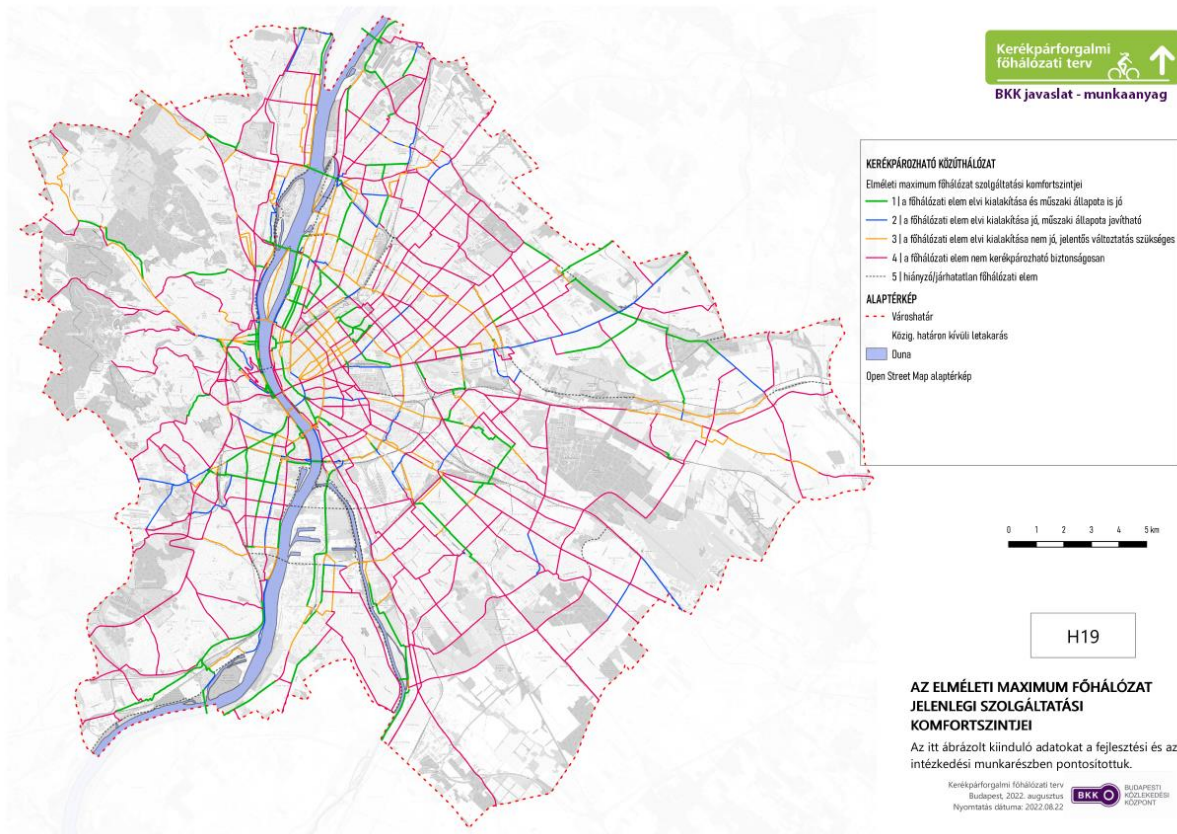 Kerékpárforgalmi
főhálózati terv
BKK javaslat - munkaanyag
KERÉKPÁROZHATÓ KÖZÚTHÁLÓZAT
Elméleti maximum főhálózat szolgáltatási komfortszintjei
1 | a főhálózati elem elvi kialakítása és műszaki állapota is jó
2 | a főhálózati elem elvi kialakítása jó, műszaki állapota javítható
3 | a főhálózati elem elvi kialakítása nem jó, jelentős változtatás szükséges
4 | a főhálózati elem nem kerékpározható biztonságosan
5 | hiányzó/járhatatlan főhálózati elem
ALAPTÉRKÉP
Városhatár
Közig. határon kívüli letakarás
Duna
Open Street Map alaptérkép
0 1 2 3 4 5 km
H19
AZ ELMÉLETI MAXIMUM FŐHÁLÓZAT
JELENLEGI SZOLGÁLTATÁSI
KOMFORTSZINTJEI
Az itt ábrázolt kiinduló adatokat a fejlesztési és az
intézkedési munkarészben pontosítottuk.
Kerékpárforgalmi főhálózati terv
Budapest, 2022. augusztus
Nyomtatás dátuma: 2022.08.22
BKK
BUDAPESTI
KÖZLEKEDÉSI
KÖZPONT